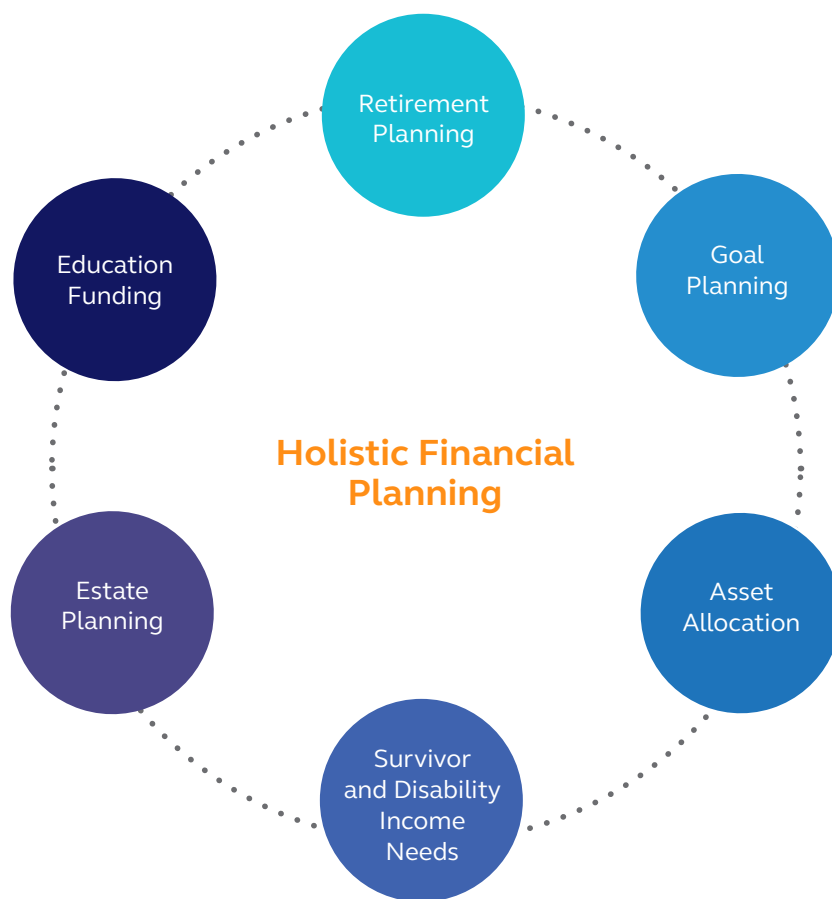 Retirement
Planning
Goal
Planning
Asset
Allocation
Survivor
and Disability
Income
Needs
Estate
Planning
Education
Funding
Holistic Financial
Planning